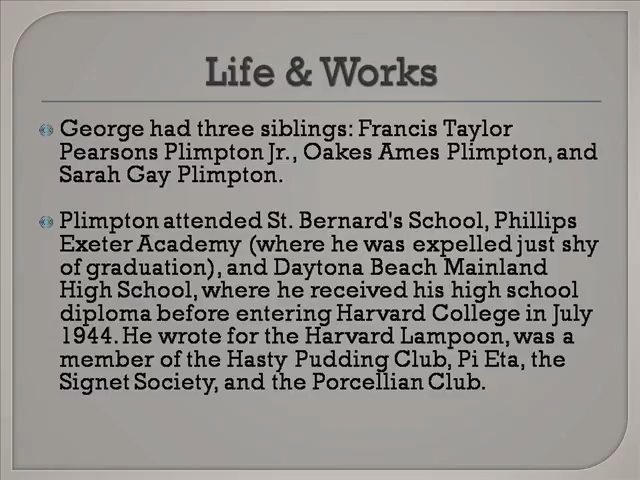 Life & Works
George had three siblings: Francis Taylor
Pearsons Plimpton Jr., Oakes Ames Plimpton, and
Sarah Gay Plimpton.
Plimpton attended St. Bernard's School, Phillips
Exeter Academy (where he was expelled just shy
of graduation), and Daytona Beach Mainland
High School, where he received his high school
diploma before entering Harvard College in July
1944. He wrote for the Harvard Lampoon, was a
member of the Hasty Pudding Club, Pi Eta, the
Signet Society, and the Porcellian Club.